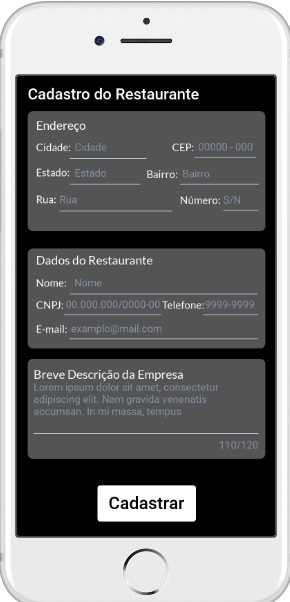 Cadastro do Restaurante
Endereço
Cidade: Cidade CEP: 00000 - 000
Estado: Estado Bairro: Bairro
Rua: Rua Número: S/N
Dados do Restaurante
Nome: Nome
CNPJ: 00.000.000/0000-00 Telefone: 9999-9999
E-mail: examplo@mail.com
Breve Descrição da Empresa
Lorem ipsum dolor sit amet, consectetur
adipiscing elit. Nam gravida venenatis
accumsan. In mi massa, tempus
110/120
Cadastrar